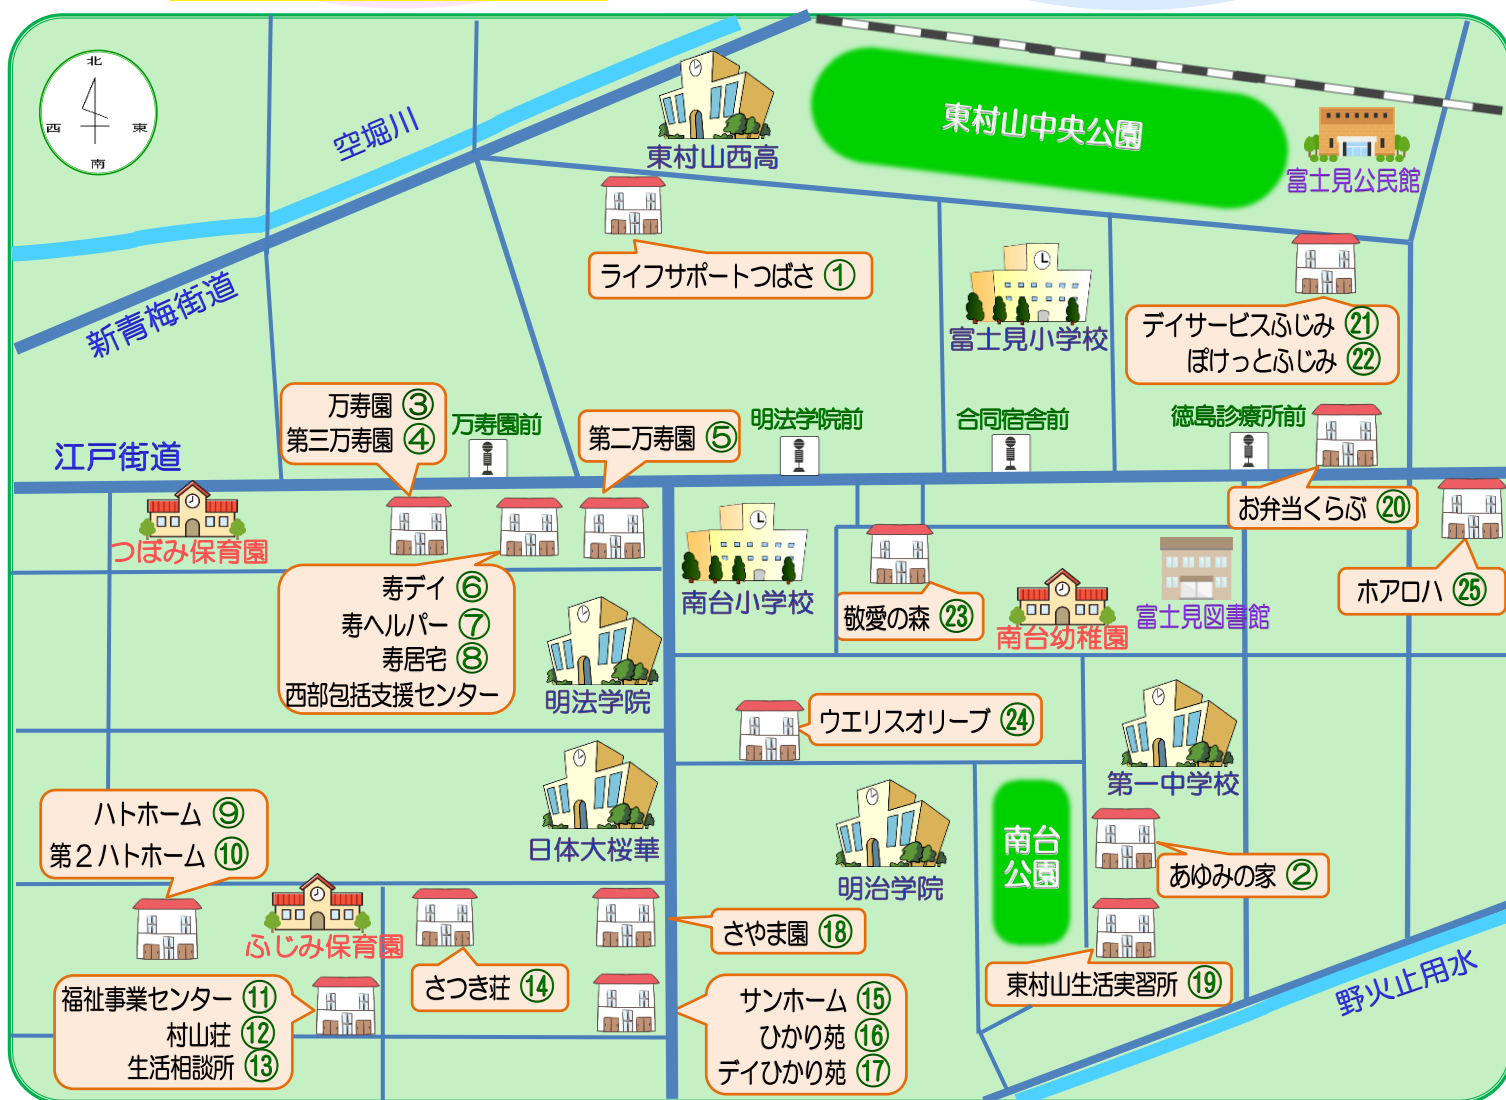 北
西 東
南
空堀川
東村山西高
東村山中央公園
富士見公民館
ライフサポートつばさ ①
新青梅街道
富士見小学校
デイサービスふじみ ㉑
ぽけっとふじみ ㉒
万寿園 ③
第三万寿園 ④
万寿園前
第二万寿園 ⑤
明法学院前
合同宿舎前
徳島診療所前
江戸街道
お弁当くらぶ ⑳
つぼみ保育園
寿デイ ⑥
寿ヘルパー ⑦
寿居宅 ⑧
西部包括支援センター
南台小学校
敬愛の森 ㉓
南台幼稚園
富士見図書館
ホアロハ ㉕
明法学院
ウエリスオリーブ ㉔
第一中学校
ハトホーム ⑨
第2ハトホーム ⑩
日体大桜華
明治学院
南台
公園
あゆみの家 ②
ふじみ保育園
さつき荘 ⑭
さやま園 ⑱
東村山生活実習所 ⑲
野火止用水
福祉事業センター ⑪
村山荘 ⑫
生活相談所 ⑬
サンホーム ⑮
ひかり苑 ⑯
デイひかり苑 ⑰